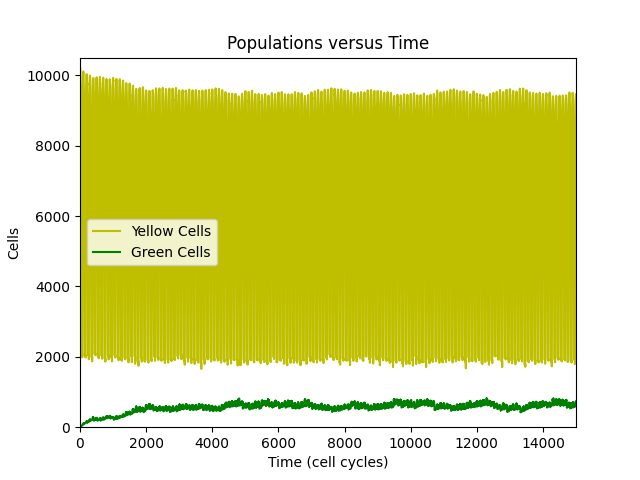 Populations versus Time
10000
8000
6000
4000
2000
0
Cells
Yellow Cells
Green Cells
0 2000 4000 6000 8000 10000 12000 14000
Time (cell cycles)